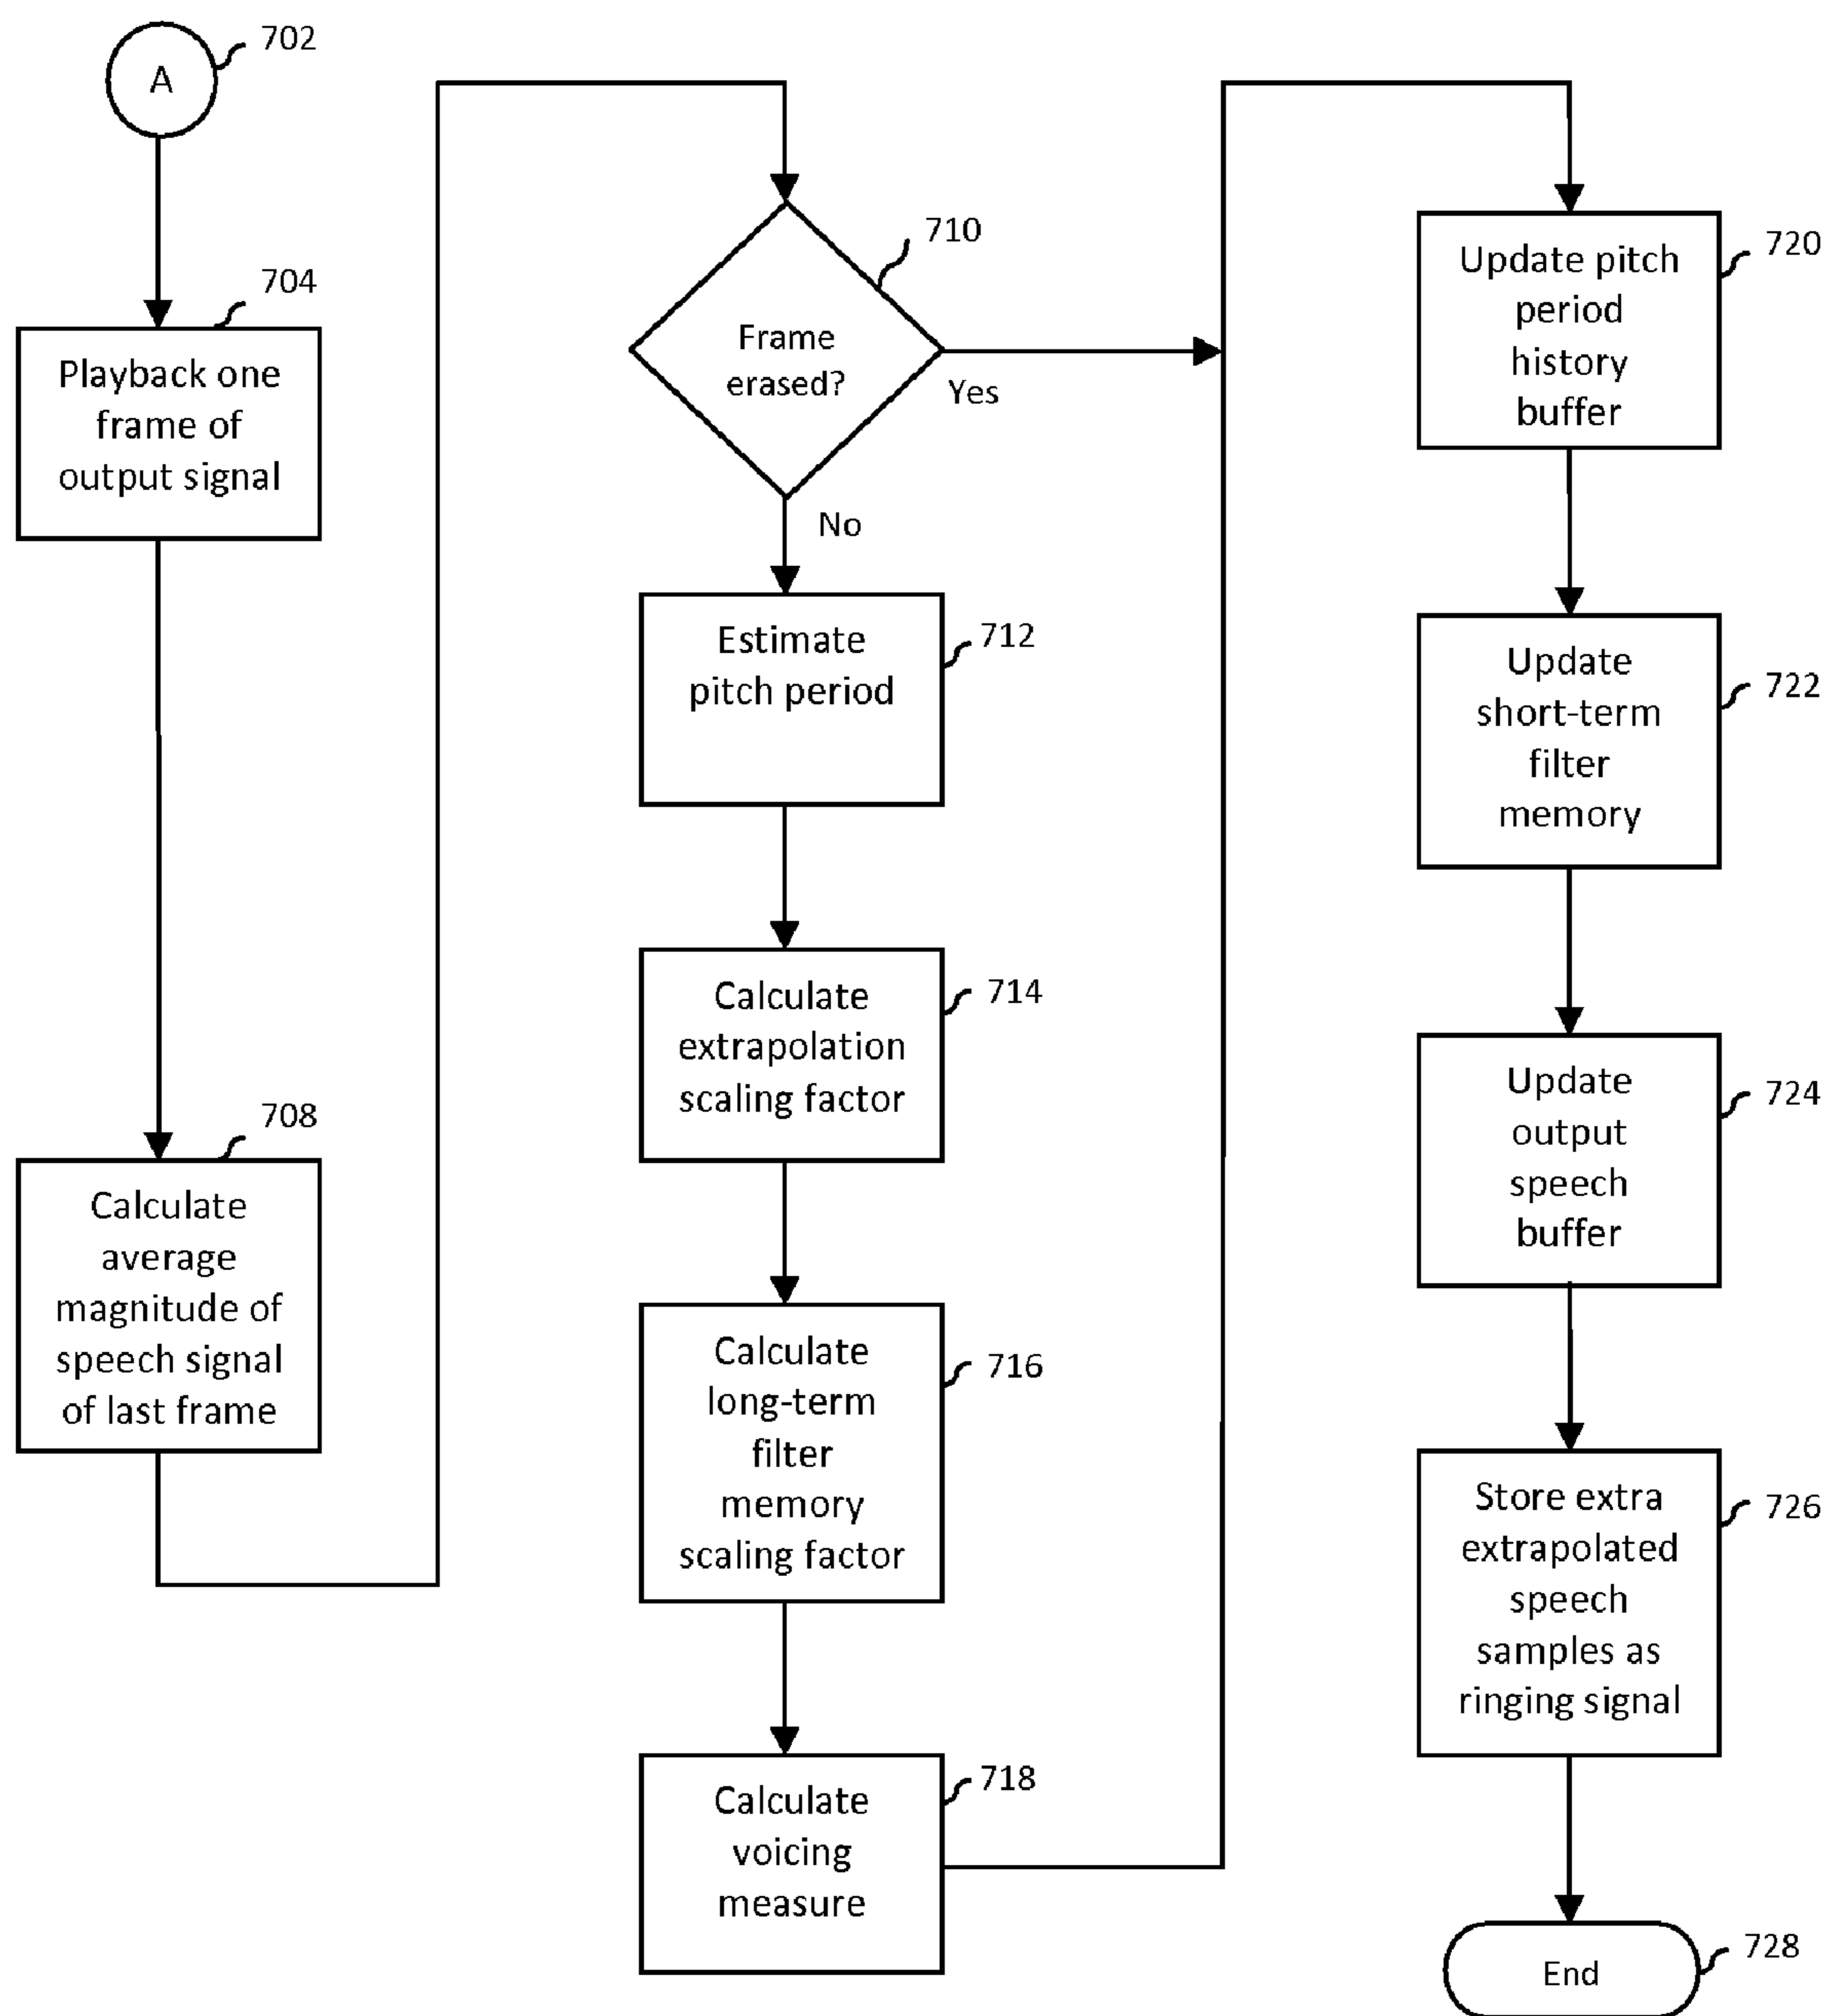 702
A
704
Playback one
frame of
output signal
708
Calculate
average
magnitude of
speech signal
of last frame
710
Frame
erased?
Yes
No
712
Estimate
pitch period
714
Calculate
extrapolation
scaling factor
716
Calculate
long-term
filter
memory
scaling factor
718
Calculate
voicing
measure
720
Update pitch
period
history
buffer
722
Update
short-term
filter
memory
724
Update
output
speech
buffer
726
Store extra
extrapolated
speech
samples as
ringing signal
728
End